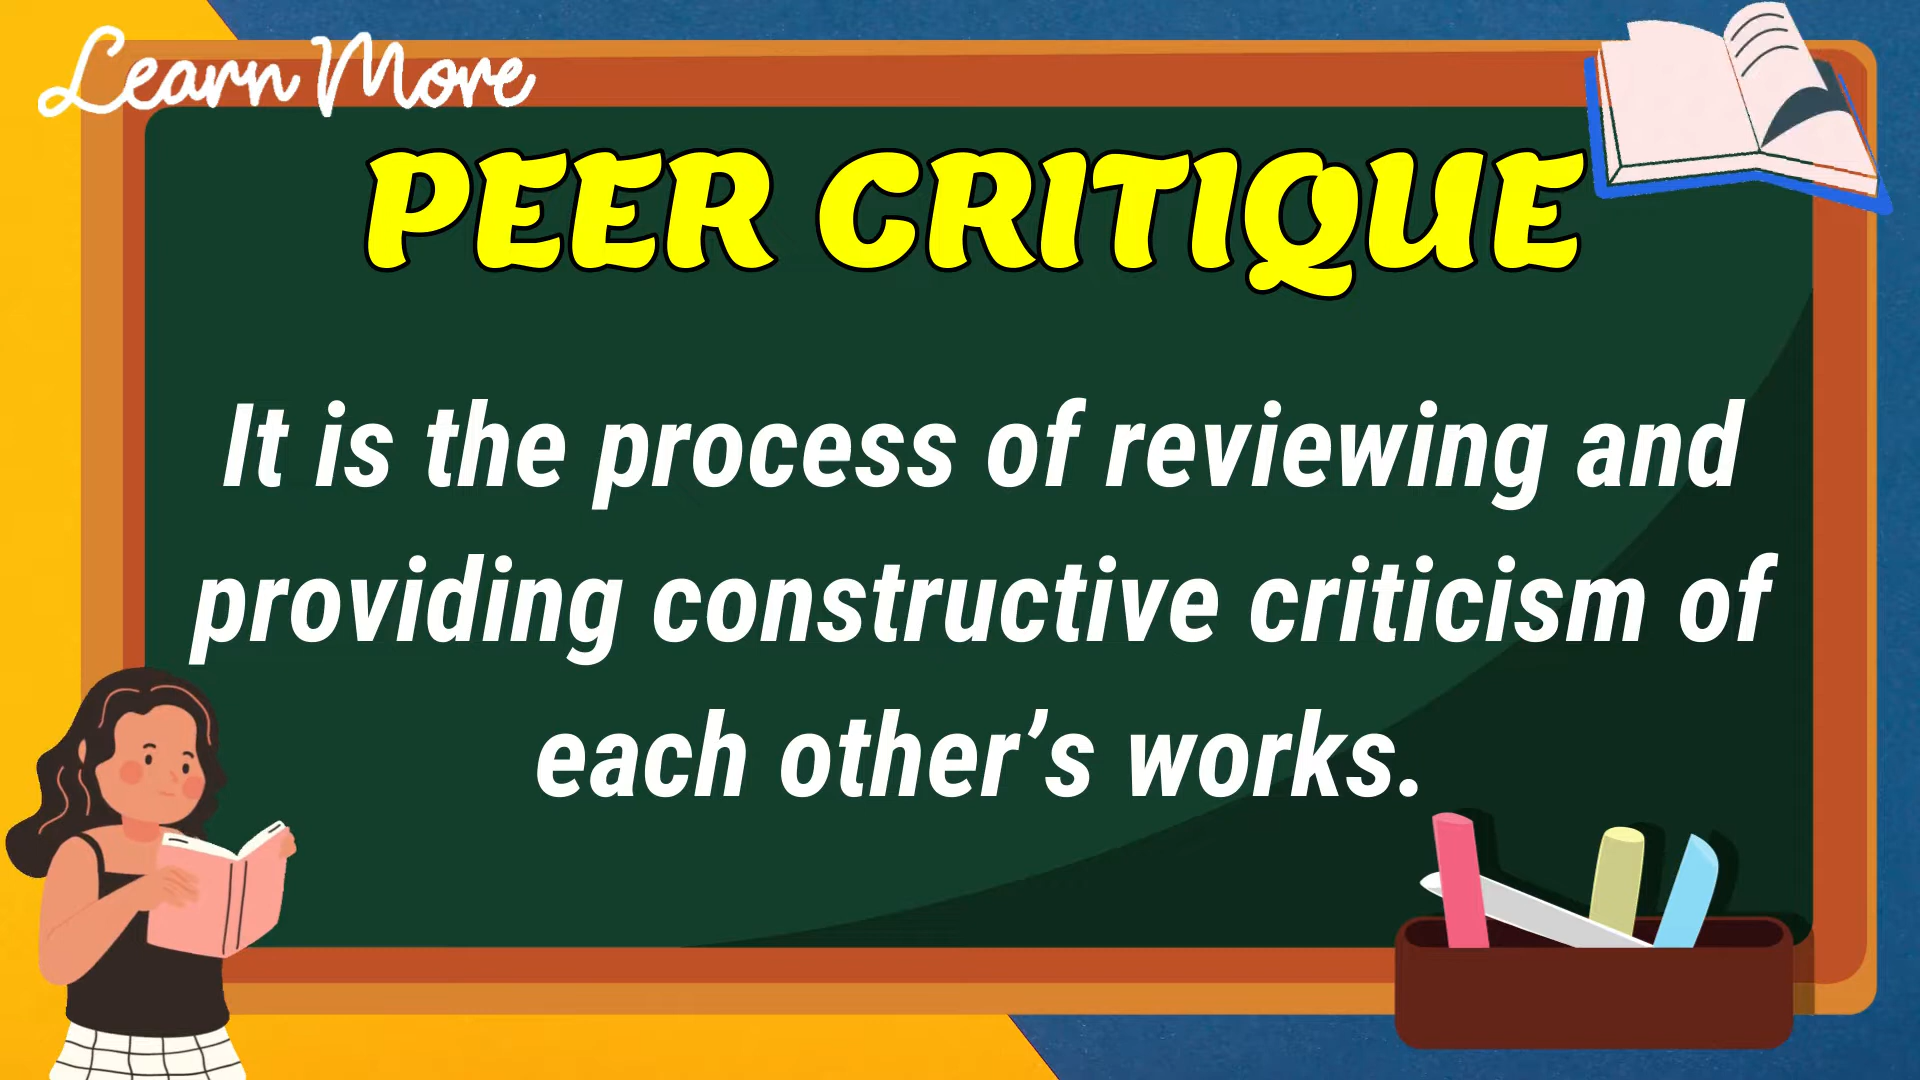 Learn More
PEER CRITIQUE
It is the process of reviewing and
providing constructive criticism of
each other’s works.